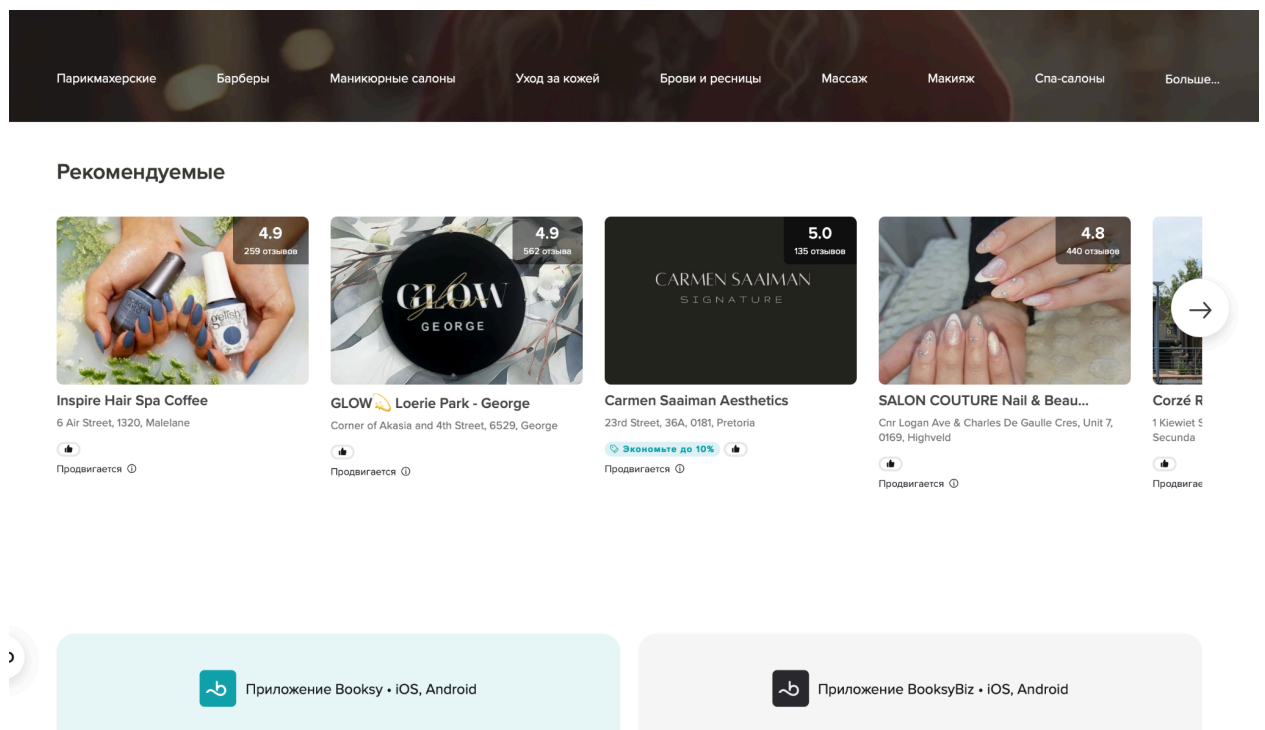 Парикмахерские
Барберы
Маникюрные салоны
Уход за кожей
Брови и ресницы
Массаж
Макияж
Спа-салоны
Больше...
Рекомендуемые
4.9
259 отзывов
gelish
Inspire Hair Spa Coffee
6 Air Street, 1320, Malelane
Продвигается
4.9
562 отзыва
GLOW
glow
GEORGE
GLOW💫 Loerie Park - George
Corner of Akasia and 4th Street, 6529, George
Продвигается
5.0
135 отзывов
CARMEN SAAIMAN
SIGNATURE
Carmen Saaiman Aesthetics
23rd Street, 36A, 0181, Pretoria
Экономьте до 10%
Продвигается
4.8
440 отзывов
SALON COUTURE Nail & Beau...
Cnr Logan Ave & Charles De Gaulle Cres, Unit 7,
0169, Highveld
Продвигается
Corzé R
1 Kiewiet S
Secunda
Продвигае
Приложение Booksy • iOS, Android
Приложение BooksyBiz • iOS, Android